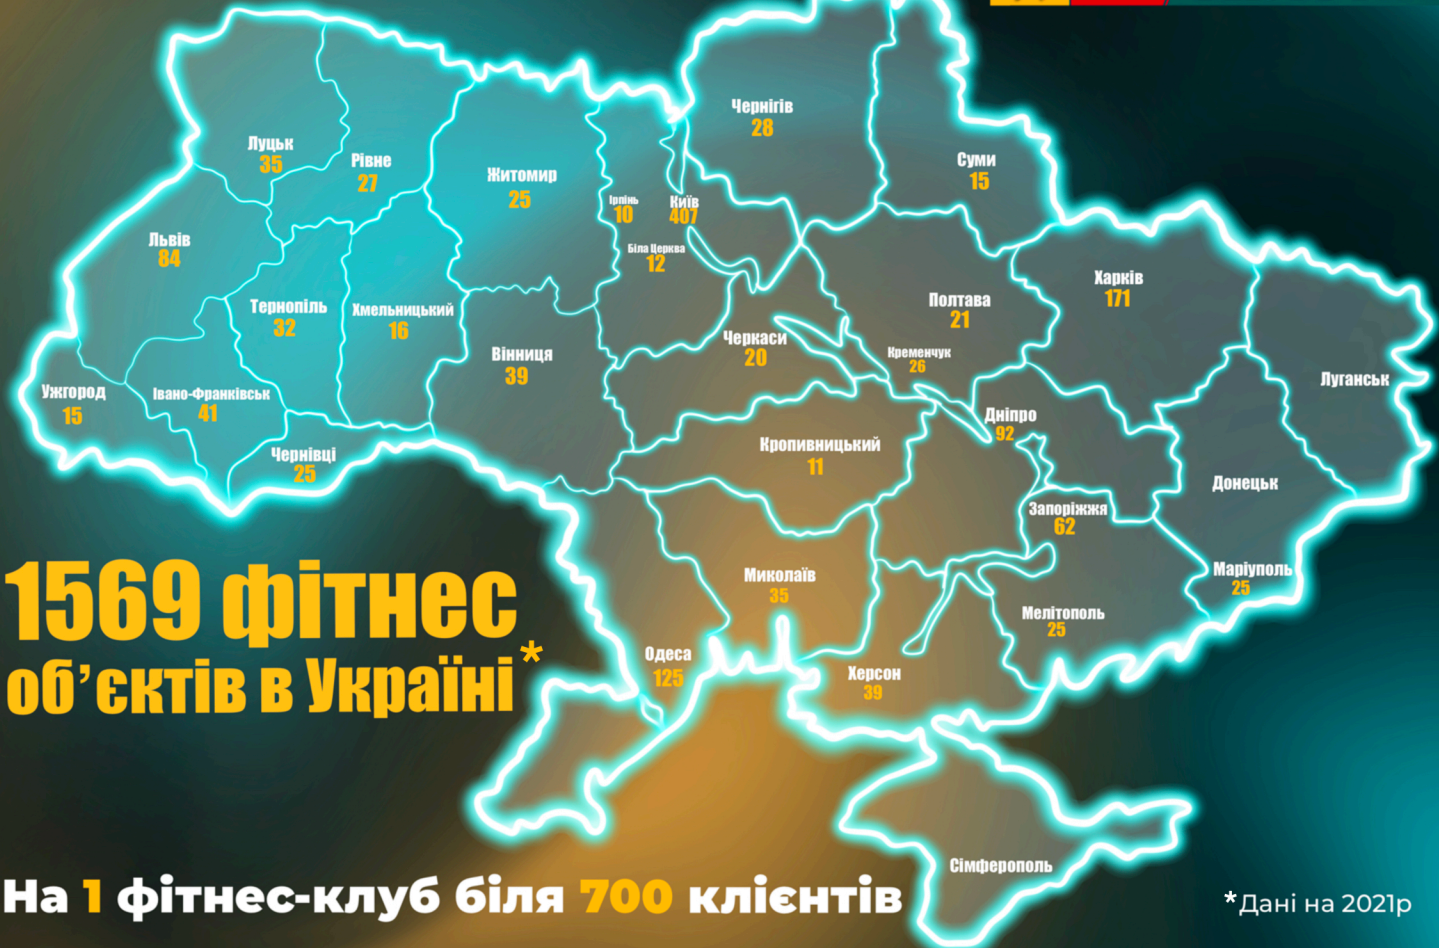 Чернігів
28
Луцьк
35
Рівне
27
Суми
15
Житомир
25
Ірпінь
10
Київ
407
Львів
84
Біла Церква
12
Харків
171
Тернопіль
32
Хмельницький
16
Полтава
21
Черкаси
20
Вінниця
39
Кременчук
26
Луганськ
Ужгород
15
Івано-Франківськ
41
Дніпро
92
Кропивницький
11
Чернівці
25
Донецьк
Запоріжжя
62
Миколаїв
35
Маріуполь
25
Мелітополь
25
1569 фітнес
об’єктів в Україні*
Одеса
125
Херсон
39
Сімферополь
На 1 фітнес-клуб біля 700 клієнтів
*Дані на 2021р